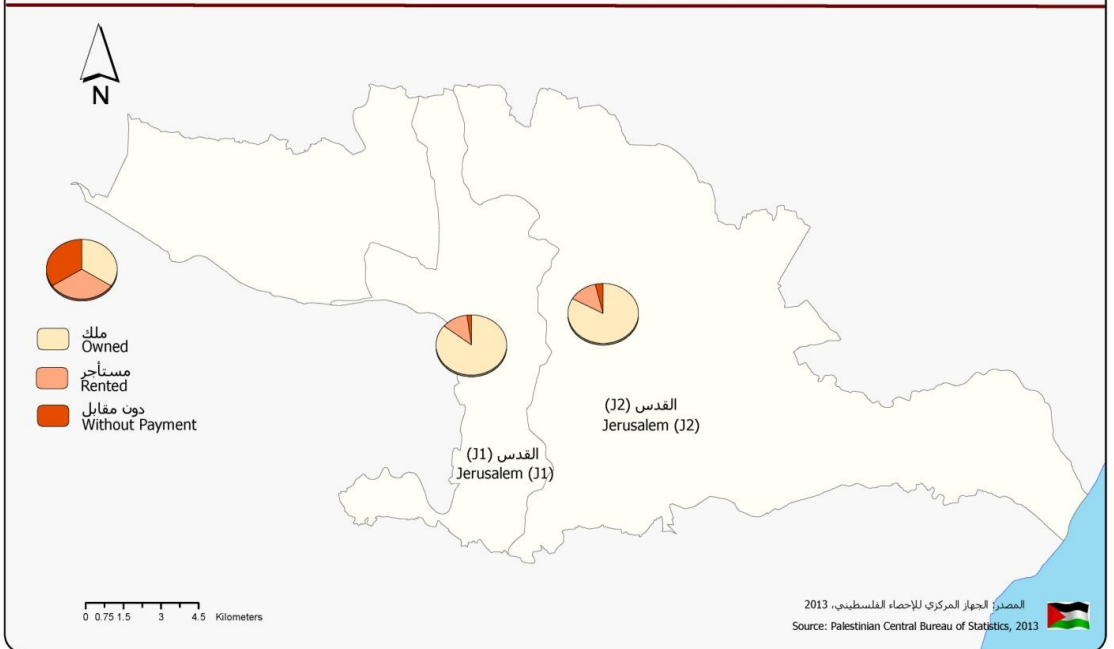 N
ملك
Owned
مستأجر
Rented
دون مقابل
Without Payment
القدس (J2)
Jerusalem (J2)
القدس (J1)
Jerusalem (J1)
0 0.75 1.5 3 4.5 Kilometers
المصدر: الجهاز المركزي للإحصاء الفلسطيني، 2013
Source: Palestinian Central Bureau of Statistics, 2013